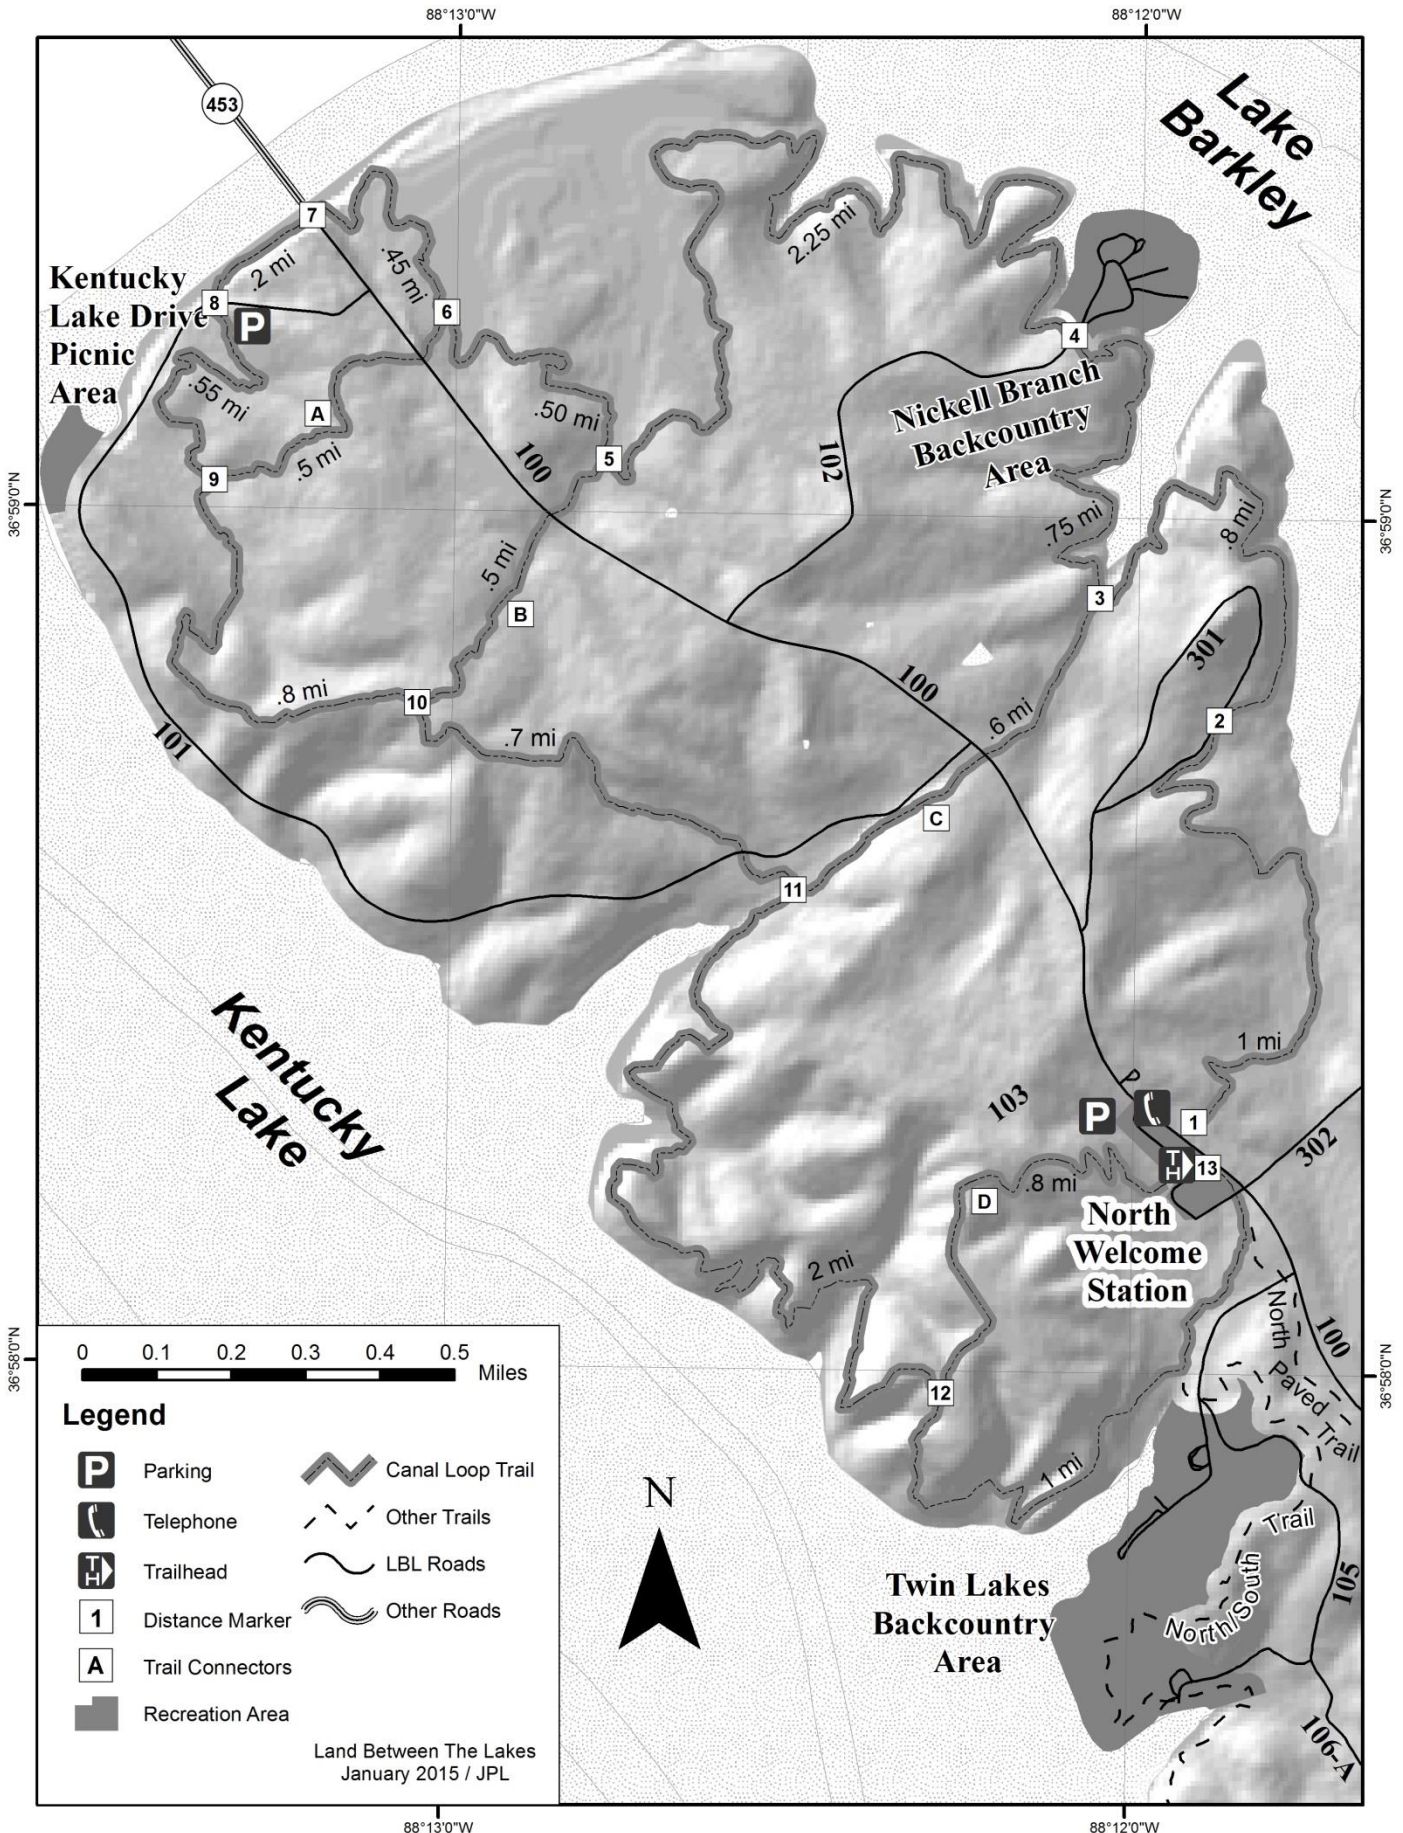 88°13'0"W
88°12'0"W
453
Lake
Barkley
7
.2 mi
.45 mi
2.25 mi
Kentucky
Lake Drive
Picnic
Area
8
P
6
4
.55 mi
A
.50 mi
Nickell Branch
Backcountry
Area
.5 mi
100
5
102
9
36°59'0"N
36°59'0"N
.75 mi
.8 mi
.5 mi
B
3
301
.8 mi
10
100
.6 mi
2
101
.7 mi
C
11
Kentucky
Lake
1 mi
103
P
1
302
TH
13
D
.8 mi
North
Welcome
Station
2 mi
North
Paved
Trail
100
36°58'0"N
36°58'0"N
12
1 mi
0 0.1 0.2 0.3 0.4 0.5
Miles
Legend
P Parking
Telephone
TH Trailhead
1 Distance Marker
A Trail Connectors
Recreation Area
Canal Loop Trail
Other Trails
LBL Roads
Other Roads
Land Between The Lakes
January 2015 / JPL
N
Twin Lakes
Backcountry
Area
North/South
Trail
105
106-A
88°13'0"W
88°12'0"W